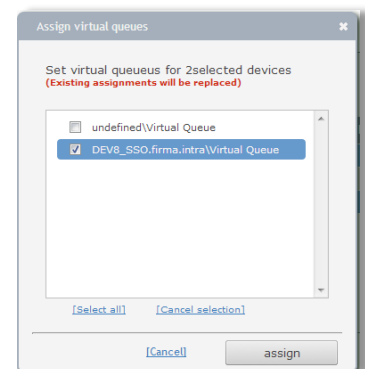 Assign virtual queues
Set virtual queueus for 2selected devices
(Existing assignments will be replaced)
undefined\Virtual Queue
DEV8_SSO.firma.intra\Virtual Queue
[Select all] [Cancel selection]
[Cancel] assign